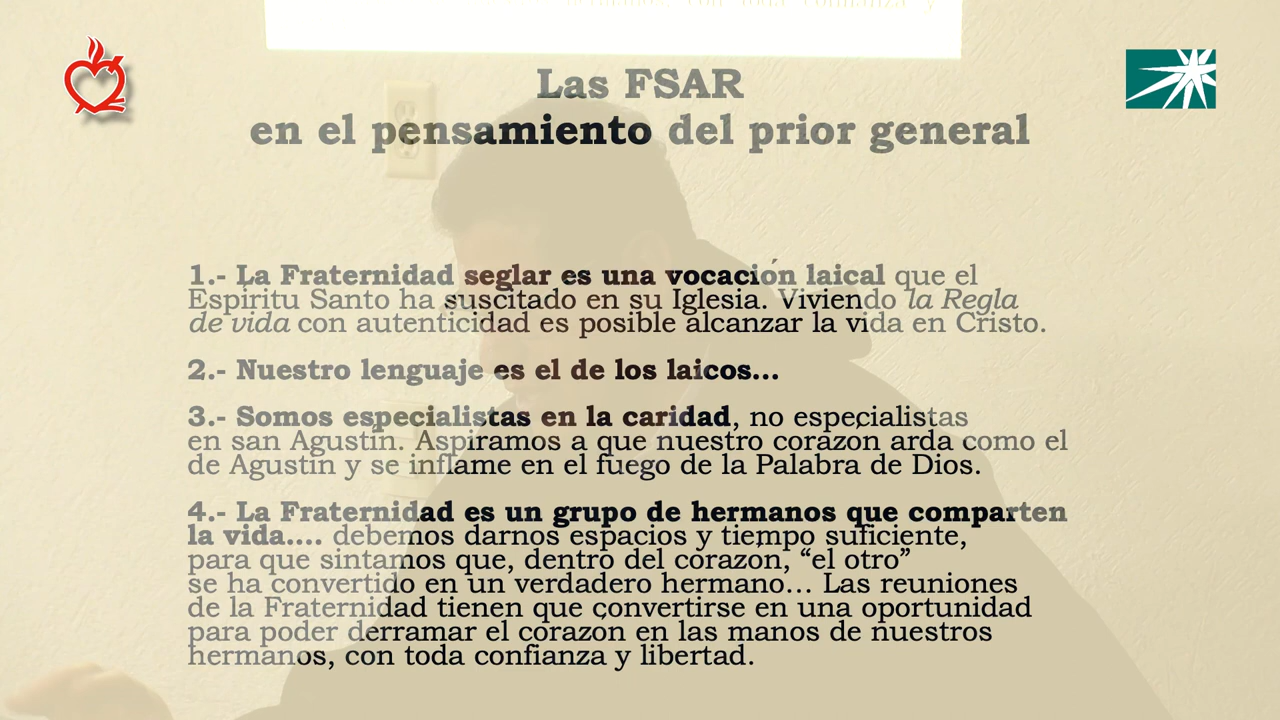 Las FSAR
en el pensamiento del prior general
1.- La Fraternidad seglar es una vocación laical que el
Espíritu Santo ha suscitado en su Iglesia. Viviendo la Regla
de vida con autenticidad es posible alcanzar la vida en Cristo.
2.- Nuestro lenguaje es el de los laicos...
3.- Somos especialistas en la caridad, no especialistas
en san Agustín. Aspiramos a que nuestro corazón arda como el
de Agustín y se inflame en el fuego de la Palabra de Dios.
4.- La Fraternidad es un grupo de hermanos que comparten
la vida.... debemos darnos espacios y tiempo suficiente,
para que sintamos que, dentro del corazón, “el otro”
se ha convertido en un verdadero hermano... Las reuniones
de la Fraternidad tienen que convertirse en una oportunidad
para poder derramar el corazón en las manos de nuestros
hermanos, con toda confianza y libertad.